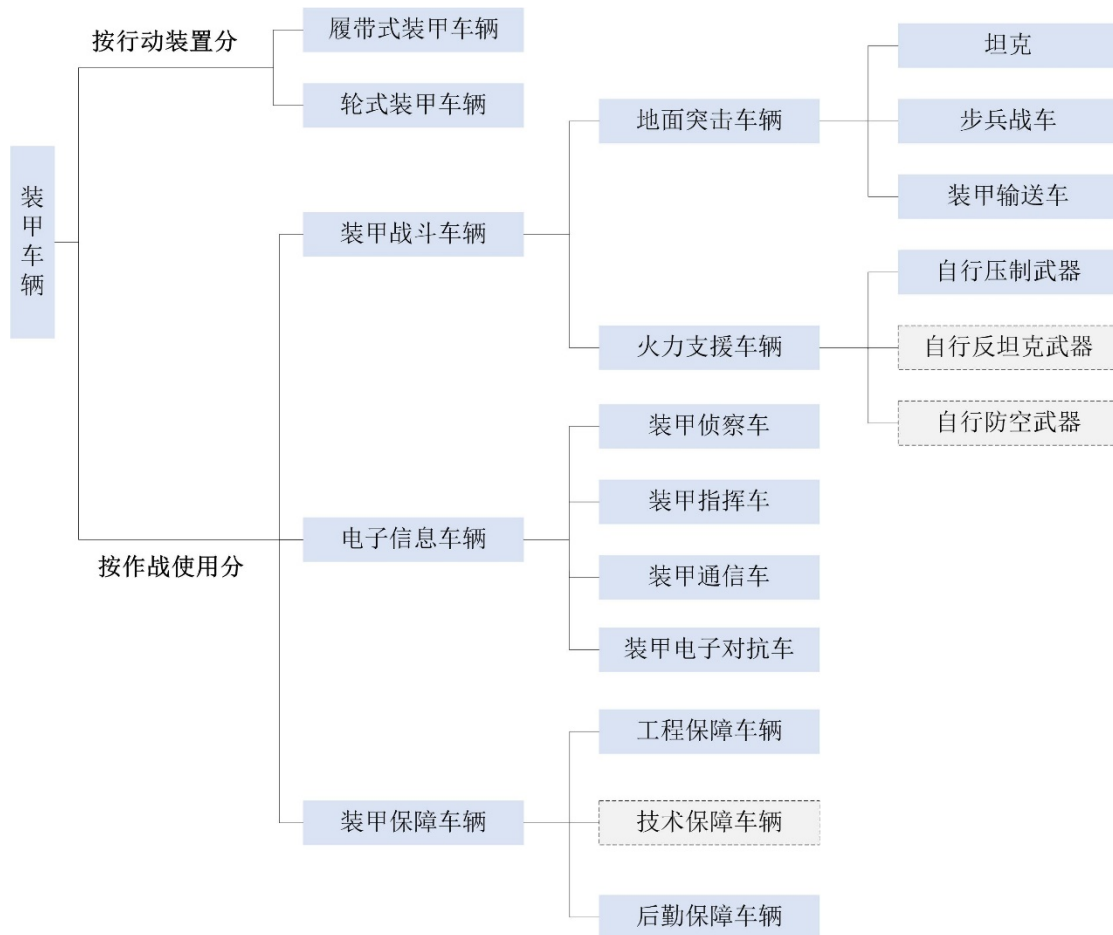 装甲车辆
按行动装置分
履带式装甲车辆
轮式装甲车辆
按作战使用分
装甲战斗车辆
地面突击车辆
坦克
步兵战车
装甲输送车
火力支援车辆
自行压制武器
自行反坦克武器
自行防空武器
电子信息车辆
装甲侦察车
装甲指挥车
装甲通信车
装甲电子对抗车
装甲保障车辆
工程保障车辆
技术保障车辆
后勤保障车辆